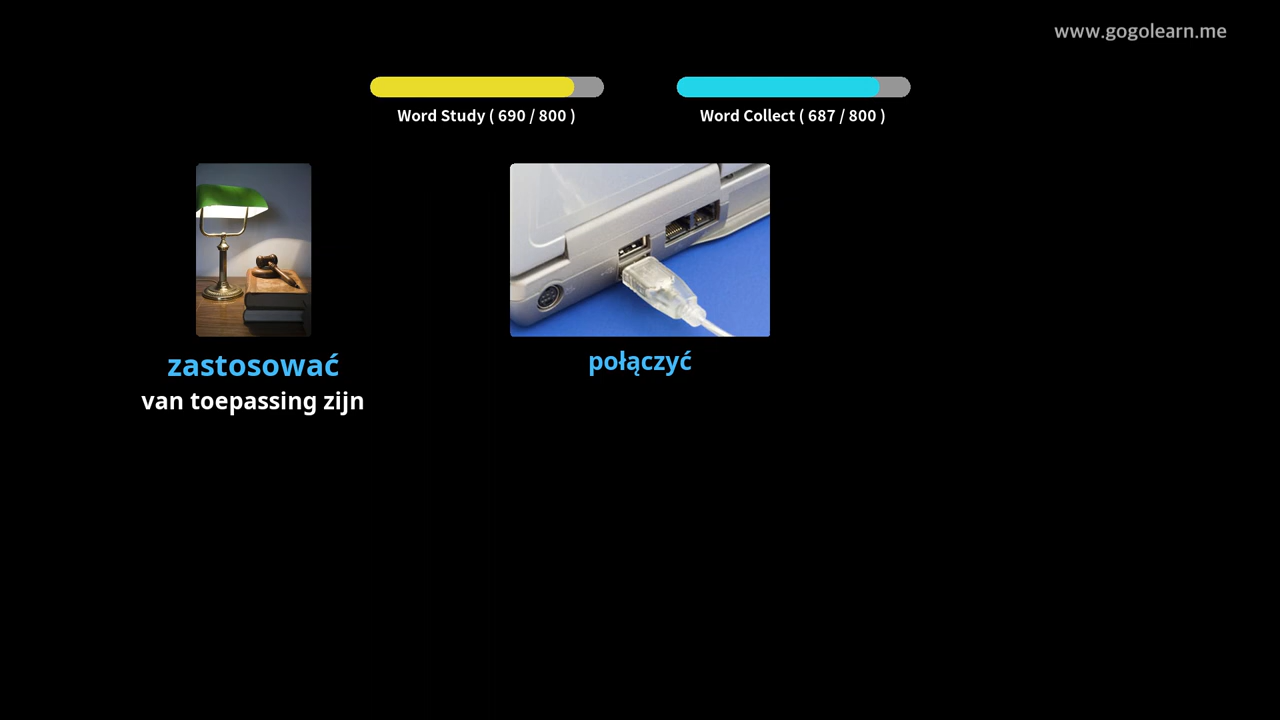 www.gogolearn.me
Word Study ( 690 / 800 )
Word Collect ( 687 / 800 )
zastosować
van toepassing zijn
połączyć